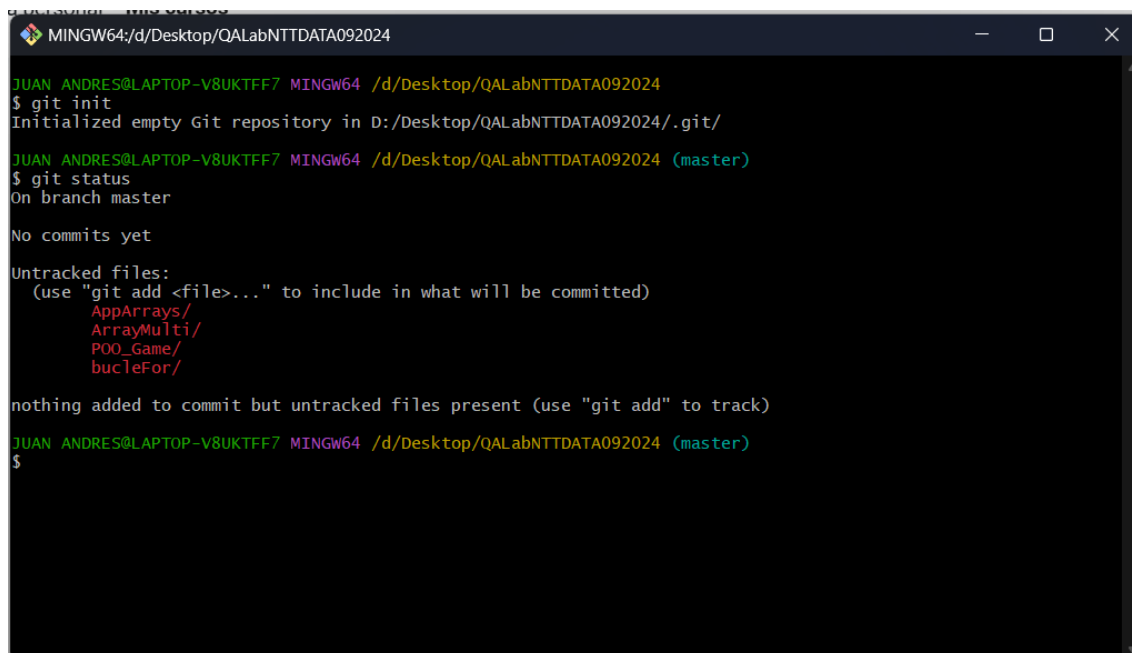 Mis cursos
MINGW64:/d/Desktop/QALabNTTDATA092024
JUAN ANDRES@LAPTOP-V8UKTFF7 MINGW64 /d/Desktop/QALabNTTDATA092024
$ git init
Initialized empty Git repository in D:/Desktop/QALabNTTDATA092024/.git/
JUAN ANDRES@LAPTOP-V8UKTFF7 MINGW64 /d/Desktop/QALabNTTDATA092024 (master)
$ git status
On branch master
No commits yet
Untracked files:
(use "git add <file>..." to include in what will be committed)
AppArrays/
ArrayMulti/
POO_Game/
bucleFor/
nothing added to commit but untracked files present (use "git add" to track)
JUAN ANDRES@LAPTOP-V8UKTFF7 MINGW64 /d/Desktop/QALabNTTDATA092024 (master)
$